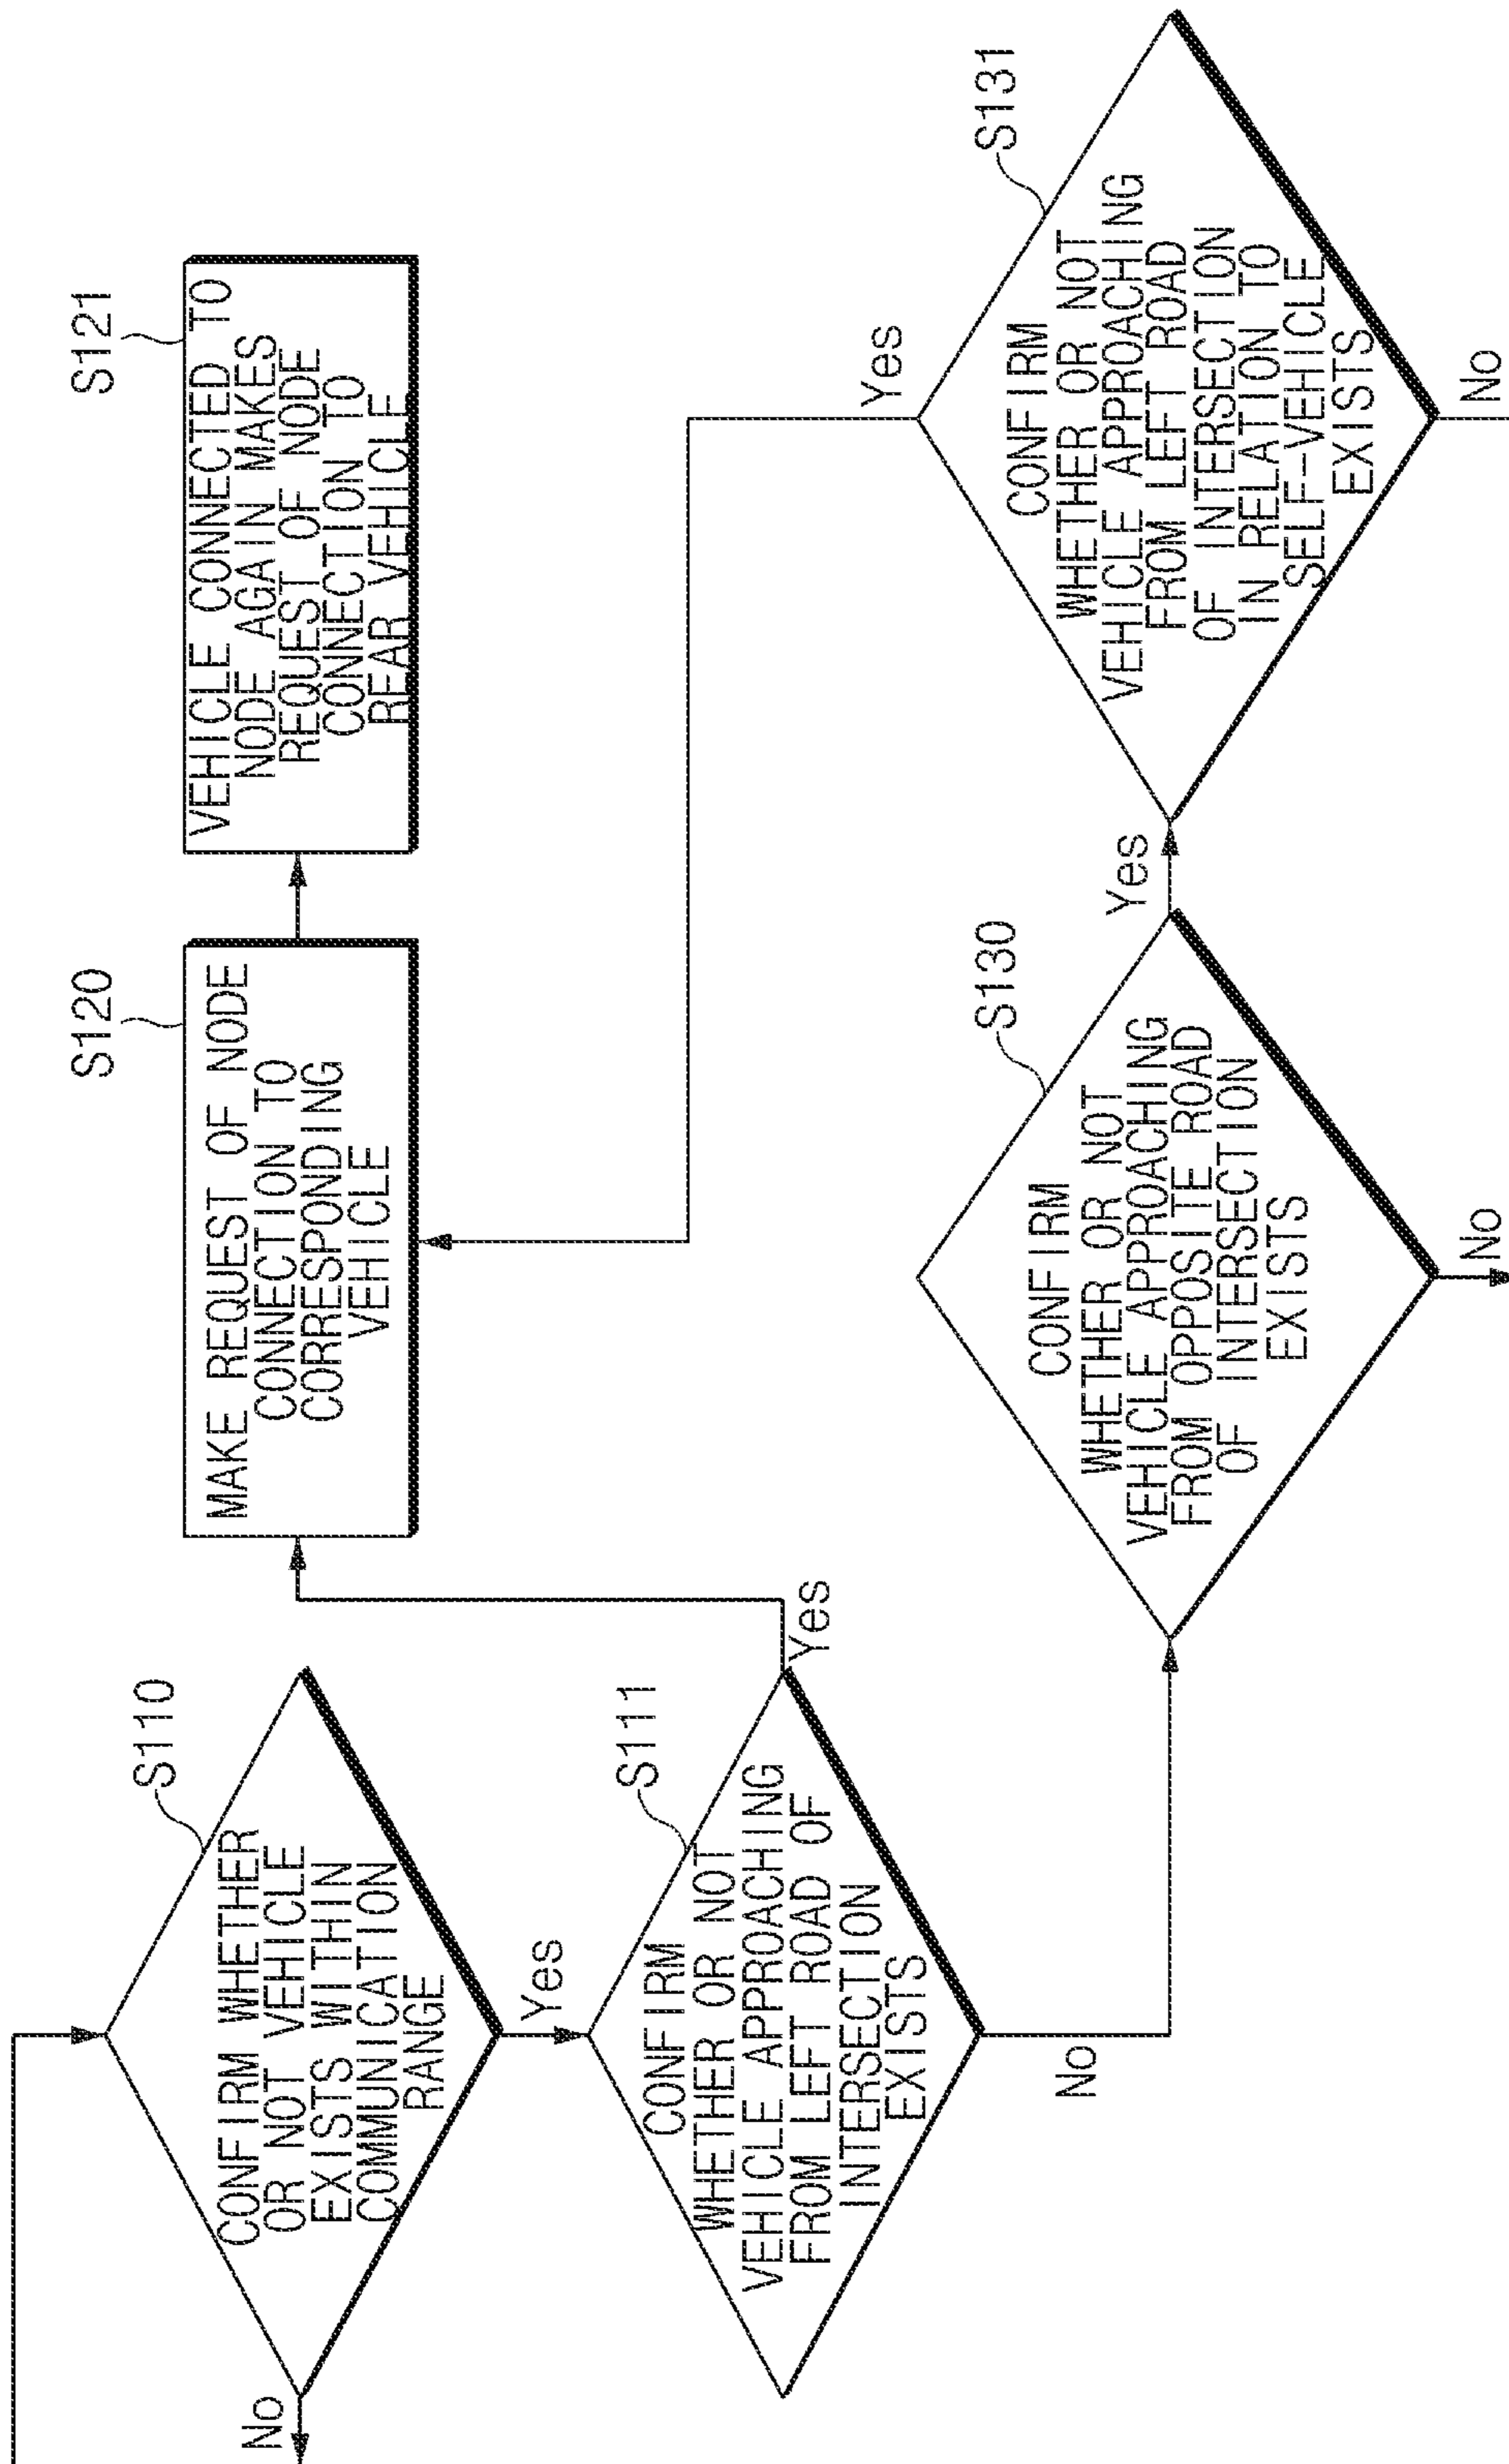 S110
CONFIRM WHETHER
OR NOT VEHICLE
EXISTS WITHIN
COMMUNICATION
RANGE
No
Yes
S111
CONFIRM
WHETHER OR NOT
VEHICLE APPROACHING
FROM LEFT ROAD OF
INTERSECTION
EXISTS
Yes
No
S120
MAKE REQUEST OF NODE
CONNECTION TO
CORRESPONDING
VEHICLE
S121
VEHICLE CONNECTED TO
NODE AGAIN MAKES
REQUEST OF NODE
CONNECTION TO
REAR VEHICLE
S130
CONFIRM
WHETHER OR NOT
VEHICLE APPROACHING
FROM OPPOSITE ROAD
OF INTERSECTION
EXISTS
Yes
No
S131
CONFIRM
WHETHER OR NOT
VEHICLE APPROACHING
FROM LEFT ROAD
OF INTERSECTION
IN RELATION TO
SELF-VEHICLE
EXISTS
Yes
No